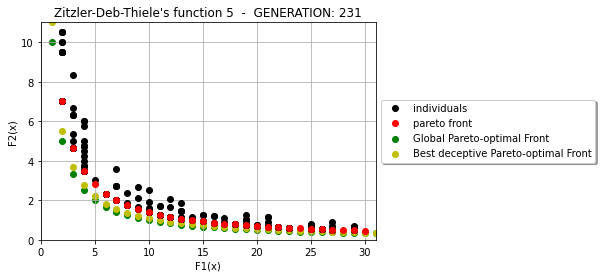 Zitzler-Deb-Thiele's function 5 - GENERATION: 231
F2(x)
10
8
6
4
2
0
0 5 10 15 20 25 30
F1(x)
individuals
pareto front
Global Pareto-optimal Front
Best deceptive Pareto-optimal Front